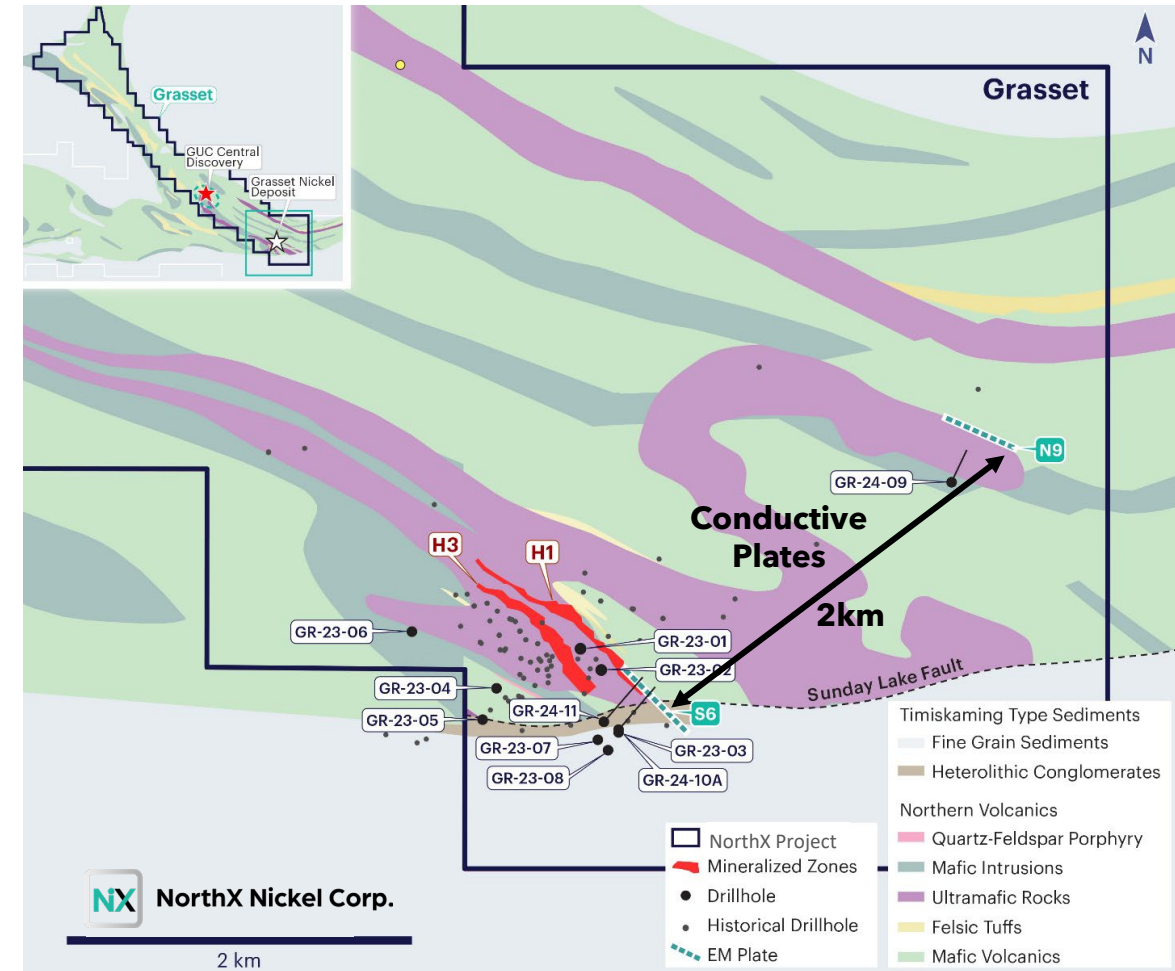 Grasset
GUC Central
Discovery
Grasset Nickel
Deposit
N
Grasset
N9
GR-24-09
Conductive
Plates
2km
H3
H1
GR-23-06
GR-23-01
GR-23-02
GR-23-04
GR-23-05
GR-24-11
S6
Sunday Lake Fault
GR-23-07
GR-23-03
GR-23-08
GR-24-10A
Timiskaming Type Sediments
Fine Grain Sediments
Heterolithic Conglomerates
Northern Volcanics
Quartz-Feldspar Porphyry
Mafic Intrusions
Ultramafic Rocks
Felsic Tuffs
Mafic Volcanics
NorthX Project
Mineralized Zones
Drillhole
Historical Drillhole
EM Plate
NX NorthX Nickel Corp.
2 km